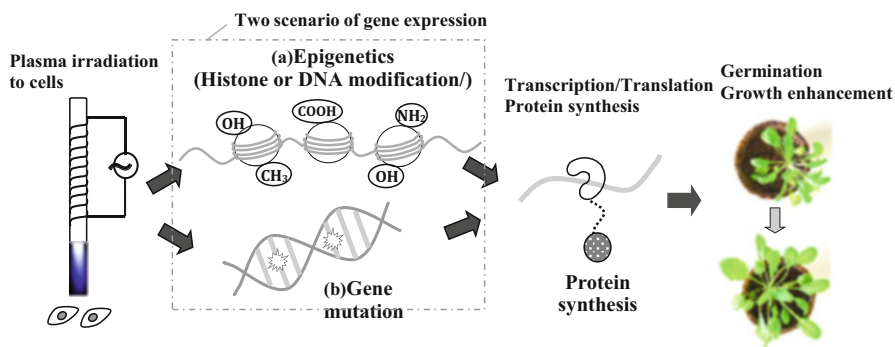 Two scenario of gene expression
Plasma irradiation
to cells
(a)Epigenetics
(Histone or DNA modification/)
OH
COOH
NH₂
CH₃
OH
(b)Gene
mutation
Transcription/Translation
Protein synthesis
Protein
synthesis
Germination
Growth enhancement